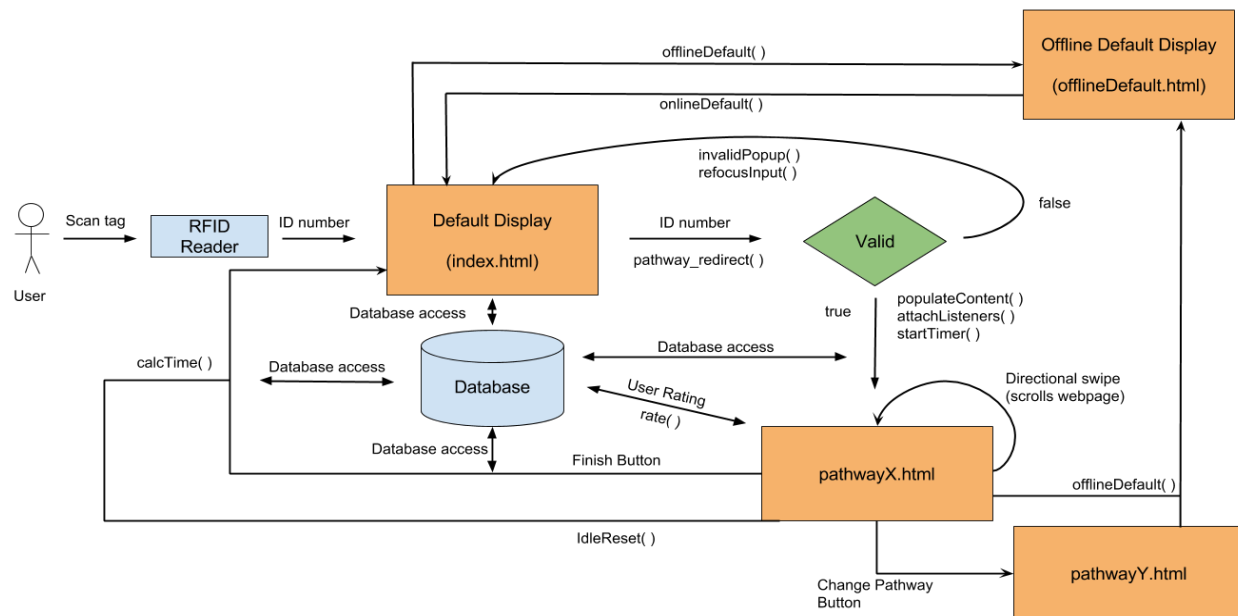 offlineDefault( )
Offline Default Display
(offlineDefault.html)
onlineDefault( )
invalidPopup( )
refocusInput( )
false
Scan tag
RFID
Reader
ID number
Default Display
(index.html)
ID number
pathway_redirect( )
Valid
User
Database access
true
populateContent( )
attachListeners( )
startTimer( )
calcTime( )
Database access
Database
Database access
User Rating
rate( )
Directional swipe
(scrolls webpage)
Database access
Finish Button
pathwayX.html
offlineDefault( )
IdleReset( )
Change Pathway
Button
pathwayY.html